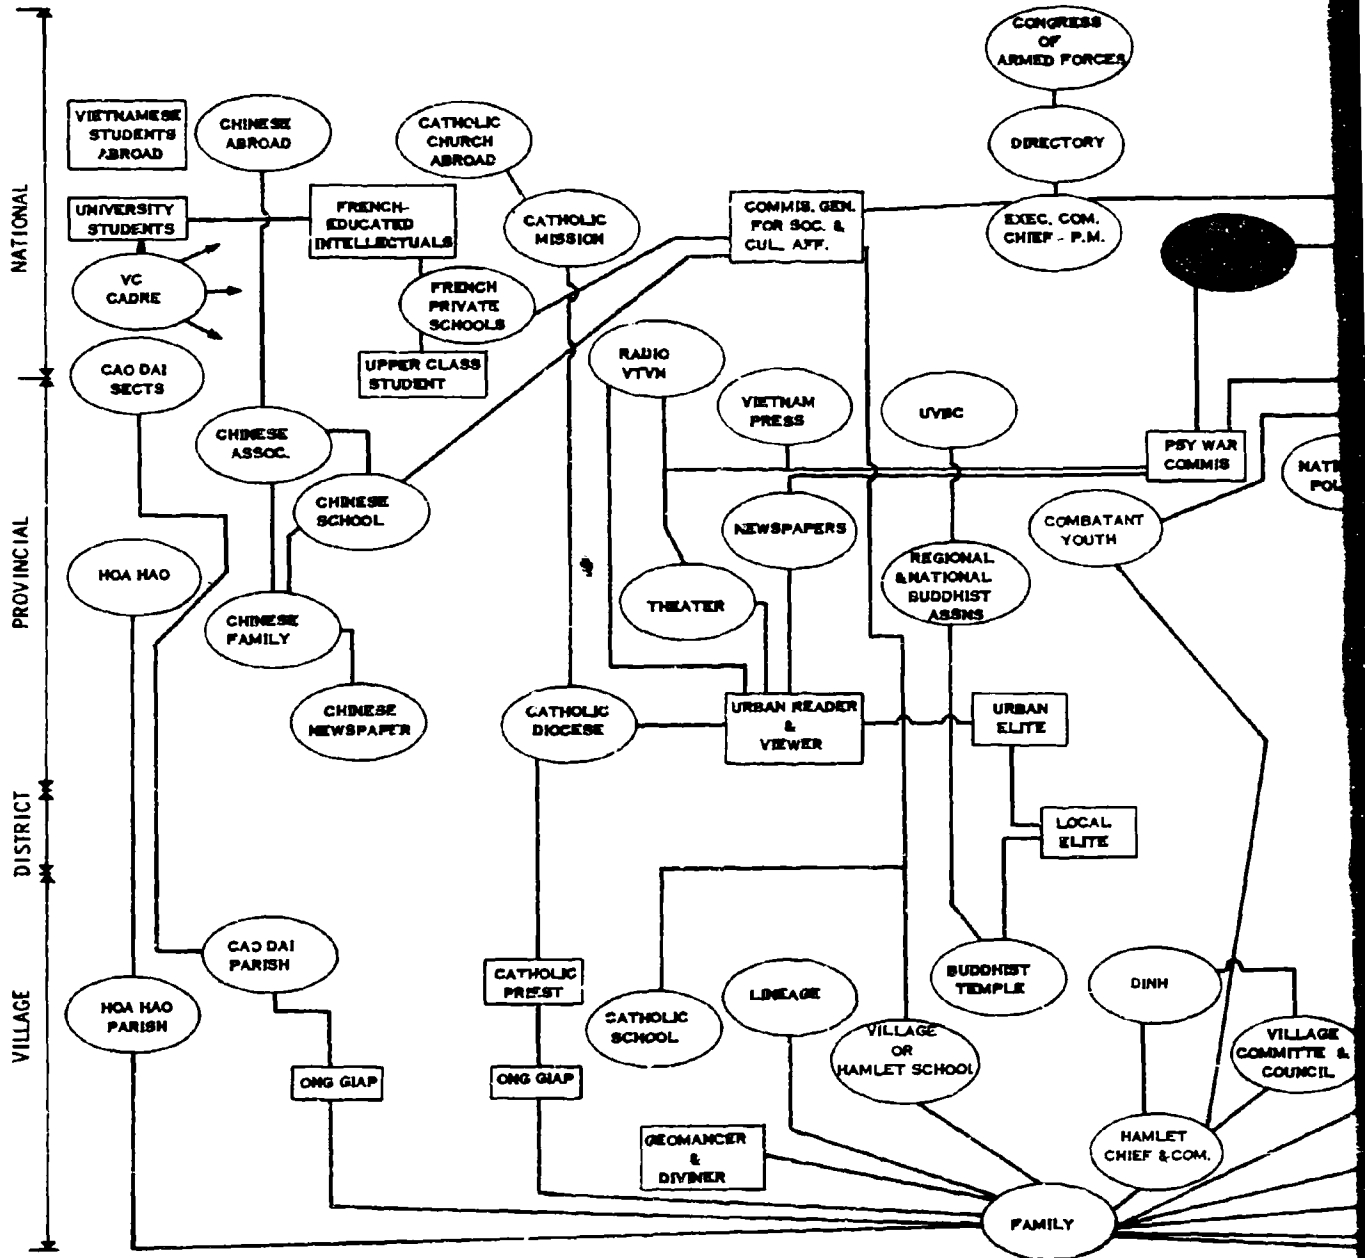 CONGRESS
OF
ARMED FORCES
DIRECTORY
EXEC. COM.
CHIEF - P.M.
VIETNAMESE
STUDENTS
ABROAD
CHINESE
ABROAD
CATHOLIC
CHURCH
ABROAD
UNIVERSITY
STUDENTS
FRENCH-
EDUCATED
INTELLECTUALS
CATHOLIC
MISSION
COMMIS. GEN.
FOR SOC. &
CUL. AFF.
VC
CADRE
FRENCH
PRIVATE
SCHOOLS
UPPER CLASS
STUDENT
NATIONAL
CAO DAI
SECTS
RADIO
VTVN
VIETNAM
PRESS
UVBC
CHINESE
ASSOC.
PSY WAR
COMMIS
CHINESE
SCHOOL
NEWSPAPERS
COMBATANT
YOUTH
HOA HAO
THEATER
REGIONAL
& NATIONAL
BUDDHIST
ASSNS
CHINESE
FAMILY
CHINESE
NEWSPAPER
PROVINCIAL
CATHOLIC
DIOCESE
URBAN READER
&
VIEWER
URBAN
ELITE
DISTRICT
LOCAL
ELITE
CAO DAI
PARISH
HOA HAO
PARISH
CATHOLIC
PRIEST
CATHOLIC
SCHOOL
LINEAGE
VILLAGE
OR
HAMLET SCHOOL
BUDDHIST
TEMPLE
DINH
VILLAGE
COMMITTE &
COUNCIL
VILLAGE
ONG GIAP
ONG GIAP
GEOMANCER
&
DIVINER
HAMLET
CHIEF & COM.
FAMILY